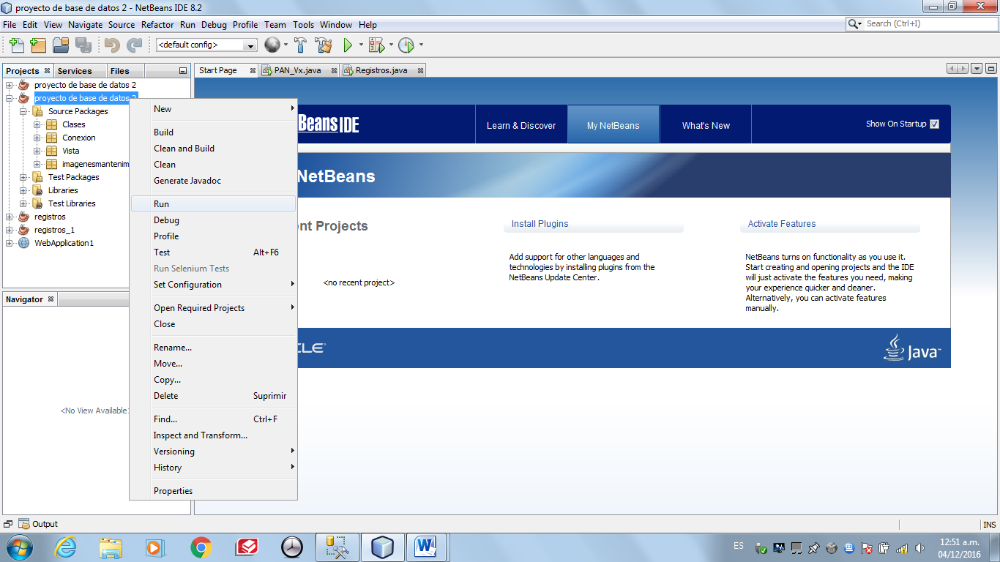 proyecto de base de datos 2 - NetBeans IDE 8.2
File Edit View Navigate Source Refactor Run Debug Profile Team Tools Window Help
Search (Ctrl+I)
<default config>
Projects Services Files
Start Page PAN_Vx.java Registros.java
proyecto de base de datos 2
proyecto de base de datos 2
Source Packages
Clases
Conexion
Vista
imagenesmantenim
Test Packages
Libraries
Test Libraries
registros
registros_1
WebApplication1
Navigator
<No View Available>
New
Build
Clean and Build
Clean
Generate Javadoc
Run
Debug
Profile
Test Alt+F6
Run Selenium Tests
Set Configuration
Open Required Projects
Close
Rename...
Move...
Copy...
Delete Suprimir
Find... Ctrl+F
Inspect and Transform...
Versioning
History
Properties
BeansIDE
Learn & Discover My NetBeans What's New
Show On Startup
NetBeans
nt Projects
<no recent project>
Install Plugins
Add support for other languages and
technologies by installing plugins from the
NetBeans Update Center.
Activate Features
NetBeans turns on functionality as you use it.
Start creating and opening projects and the IDE
will just activate the features you need, making
your experience quicker and cleaner.
Alternatively, you can activate features
manually.
CLE
Java
Output
INS
ES
12:51 a.m.
04/12/2016